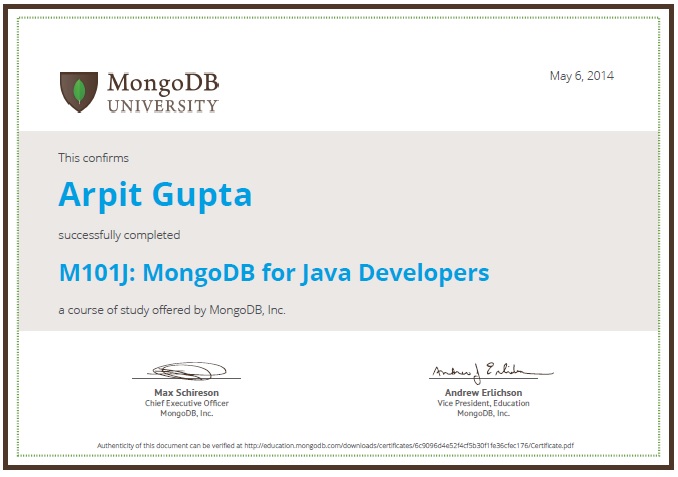 MongoDB
UNIVERSITY
May 6, 2014
This confirms
Arpit Gupta
successfully completed
M101J: MongoDB for Java Developers
a course of study offered by MongoDB, Inc.
Andrew J Erlichson
Max Schireson
Chief Executive Officer
MongoDB, Inc.
Andrew Erlichson
Vice President, Education
MongoDB, Inc.
Authenticity of this document can be verified at http://education.mongodb.com/downloads/certificates/6c9096d4e52f4cf5b30f1fe36cfec176/Certificate.pdf